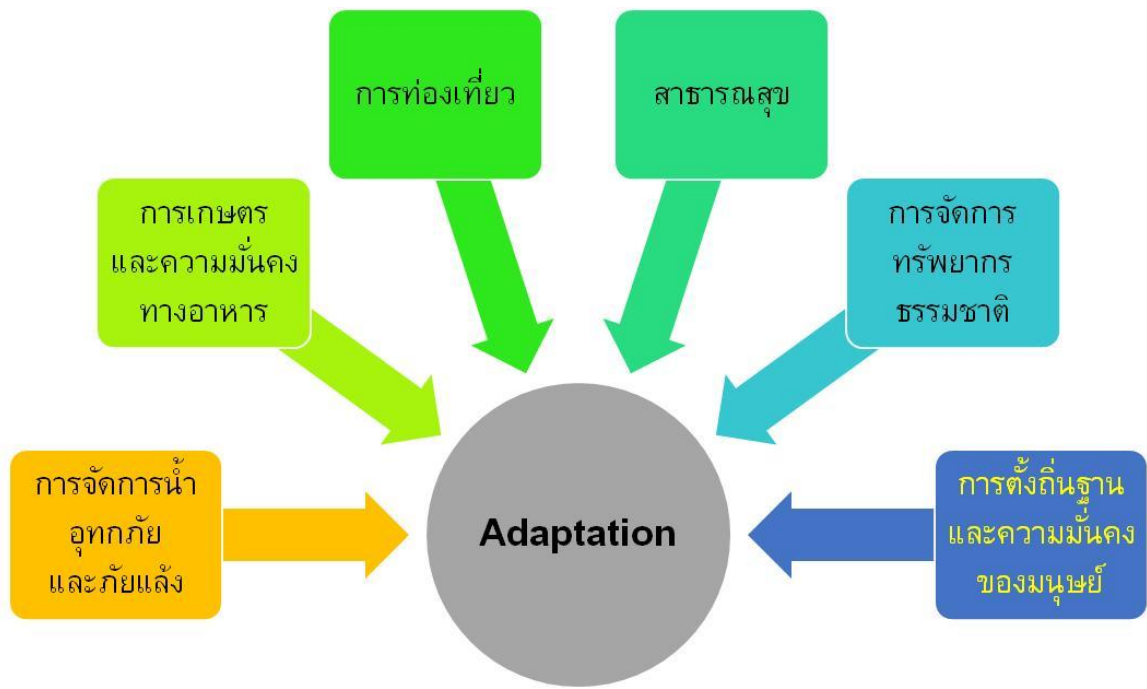 การท่องเที่ยว
สาธารณสุข
การเกษตร
และความมั่นคง
ทางอาหาร
การจัดการ
ทรัพยากร
ธรรมชาติ
การจัดการน้ำ
อุทกภัย
และภัยแล้ง
Adaptation
การตั้งถิ่นฐาน
และความมั่นคง
ของมนุษย์